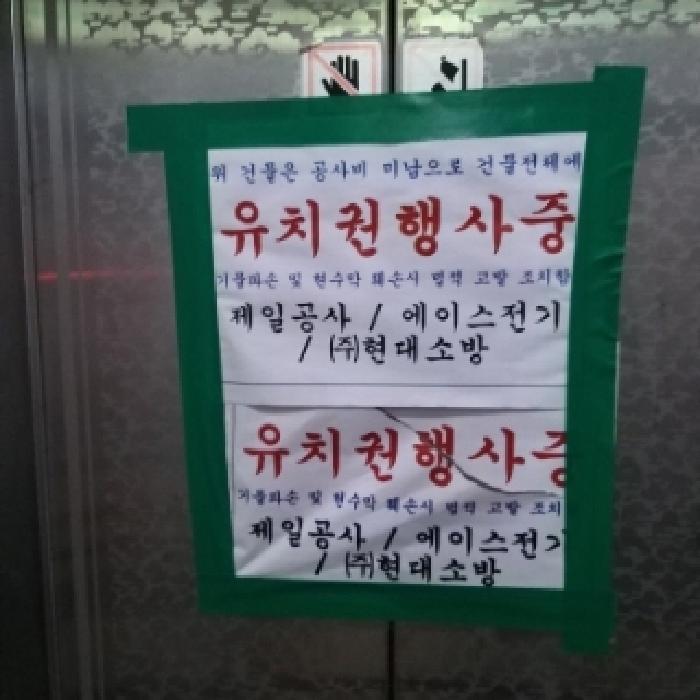 위 건물은 공사비 미납으로 건물전체에
유치권행사중
기물파손 및 현수막 훼손시 법적 고발 조치함
제일공사 / 에이스전기
/ ㈜현대소방
유치권행사중
기물파손 및 현수막 훼손시 법적 고발 조치
제일공사 / 에이스전기
/ ㈜현대소방